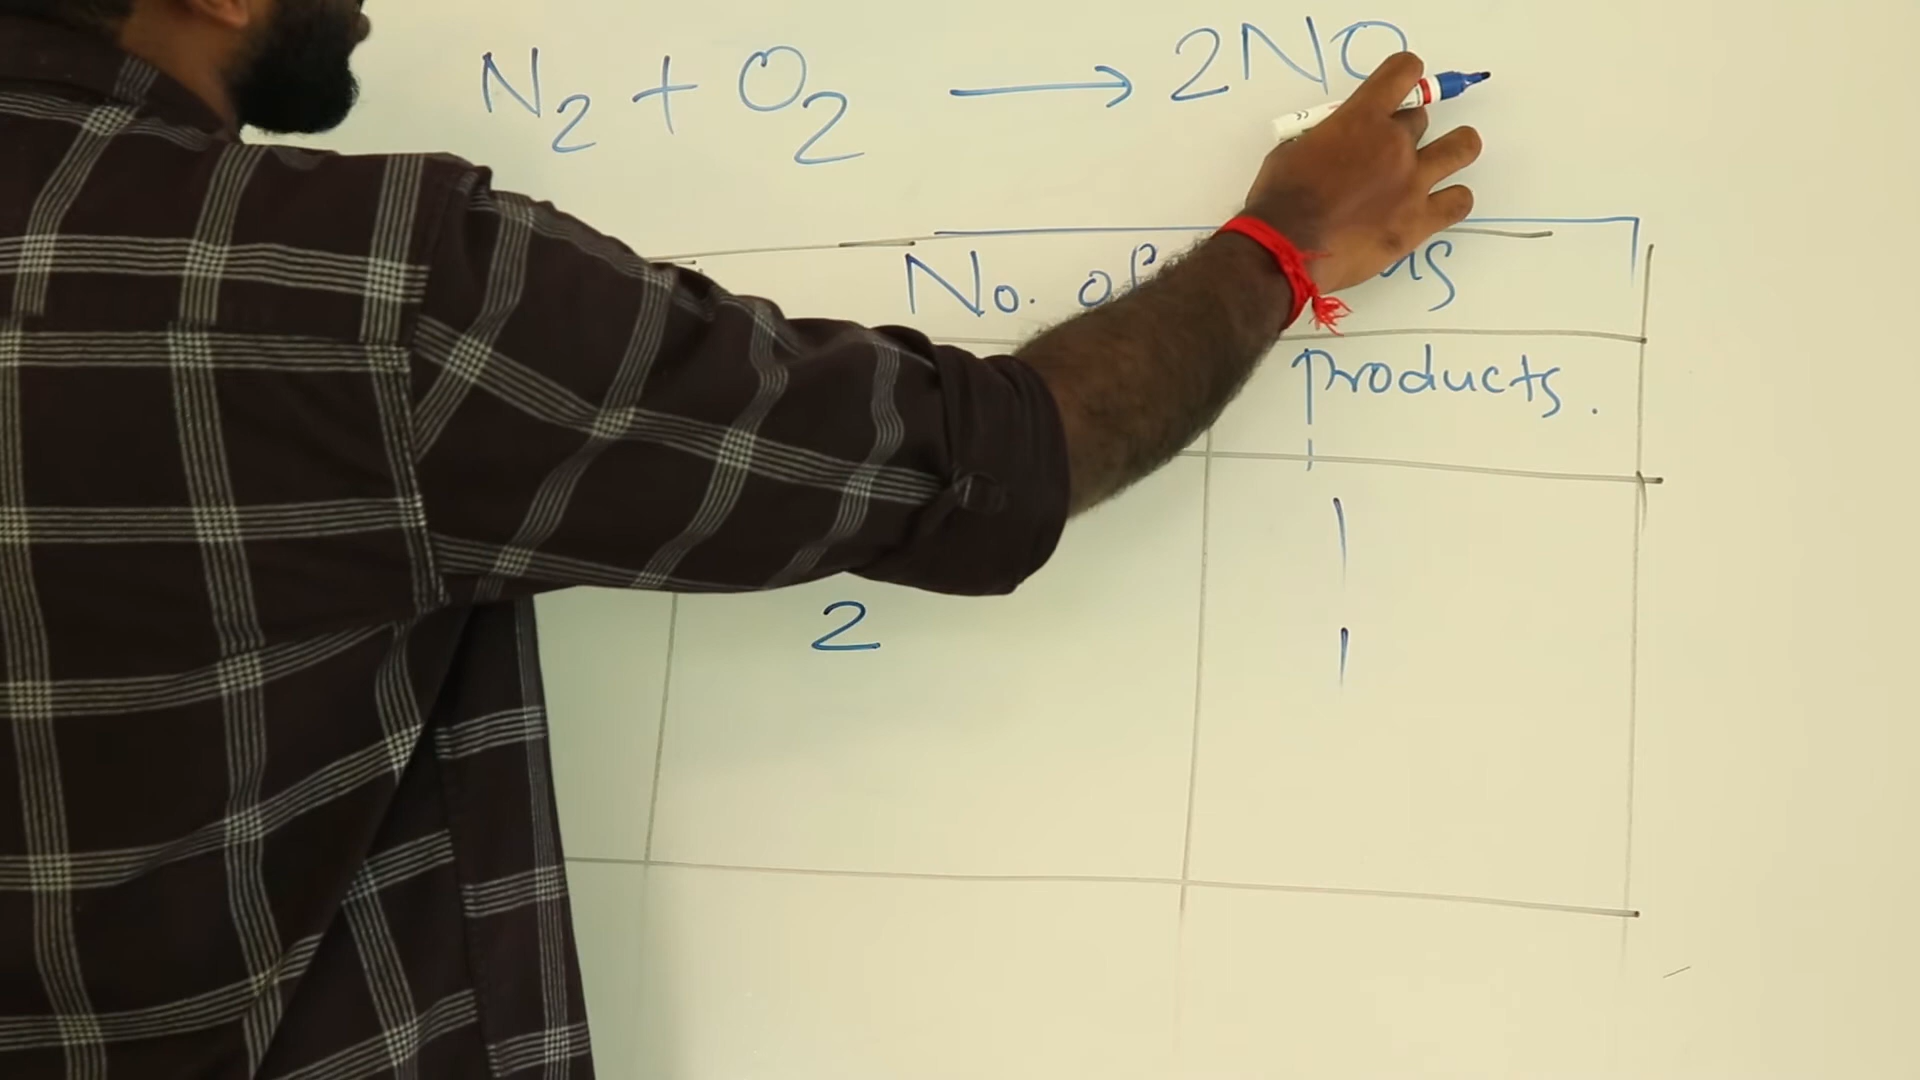 N₂ + O₂ → 2NO
No. of
products.
1
2 1